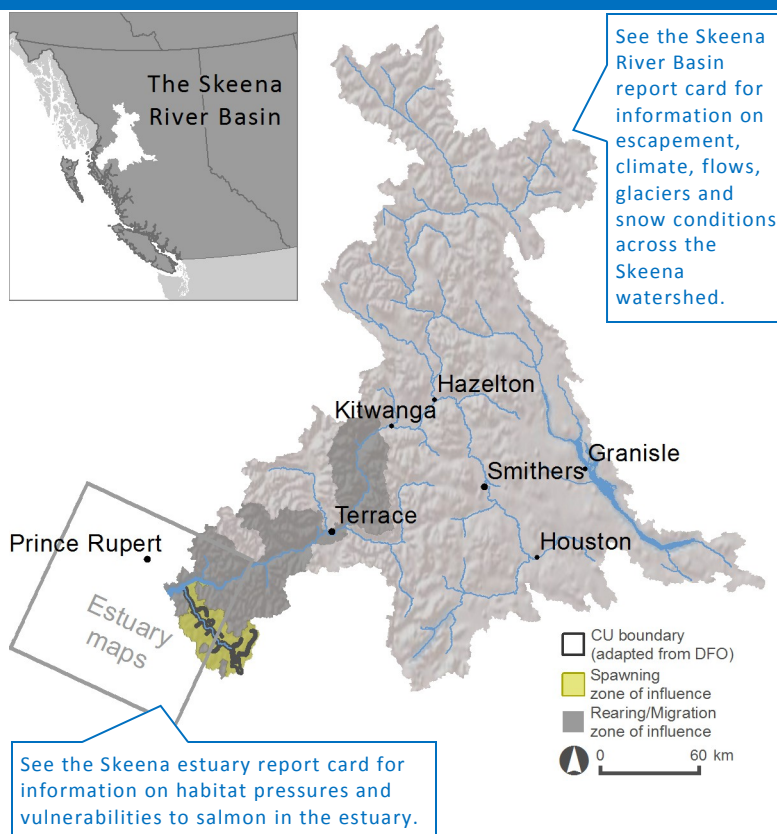 The Skeena
River Basin
See the Skeena
River Basin
report card for
information on
escapement,
climate, flows,
glaciers and
snow conditions
across the
Skeena
watershed.
Hazelton
Kitwanga
Granisle
Smithers
Terrace
Prince Rupert
Houston
Estuary
maps
CU boundary
(adapted from DFO)
Spawning
zone of influence
Rearing/Migration
zone of influence
0 60 km
See the Skeena estuary report card for
information on habitat pressures and
vulnerabilities to salmon in the estuary.